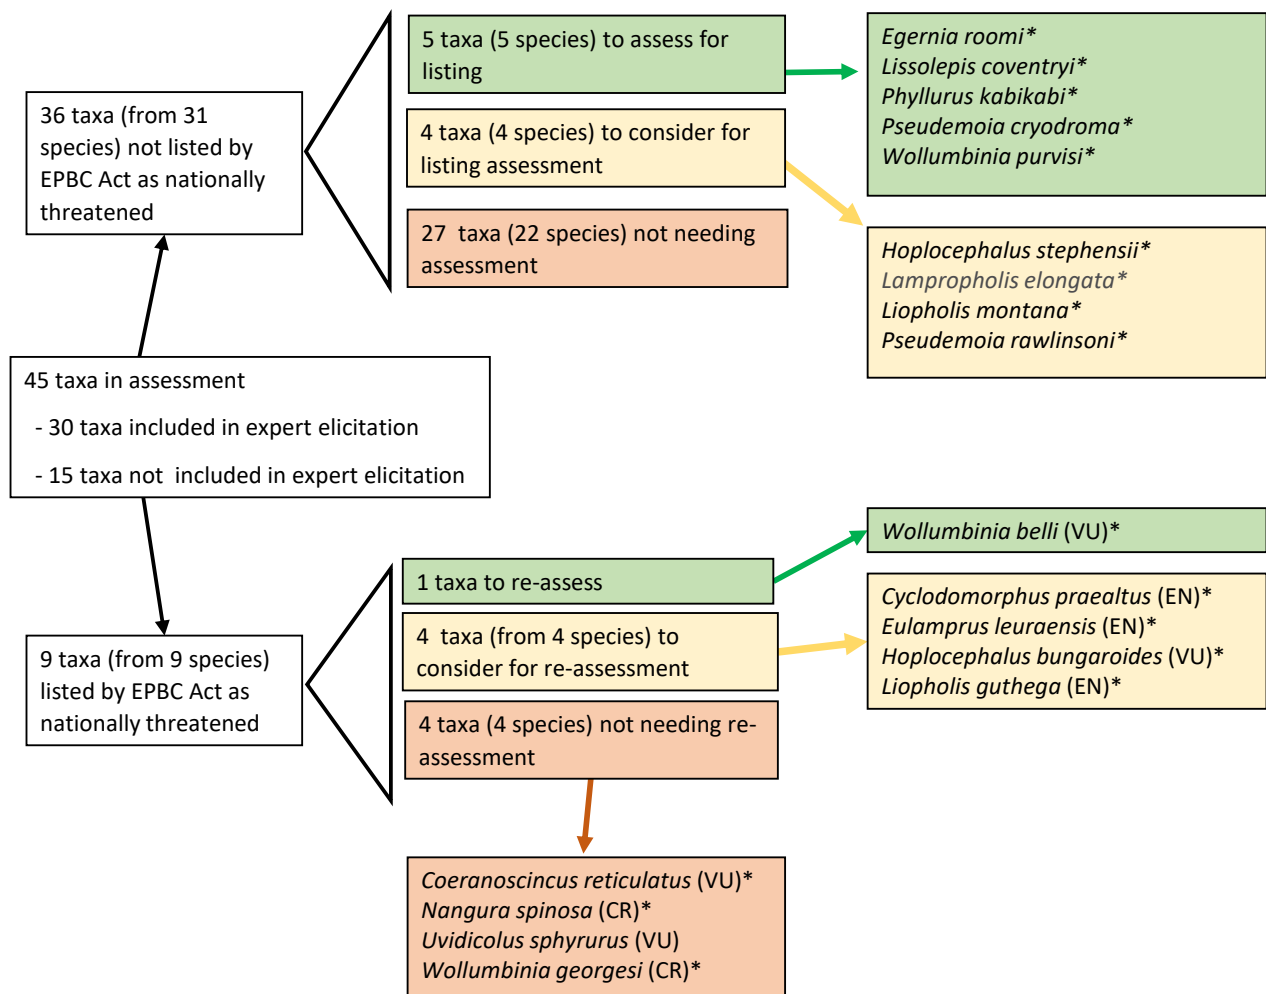 5 taxa (5 species) to assess for
listing
Egernia roomi*
Lissolepis coventryi*
Phyllurus kabikabi*
Pseudemoia cryodroma*
Wollumbinia purvisi*
36 taxa (from 31
species) not listed by
EPBC Act as nationally
threatened
4 taxa (4 species) to consider for
listing assessment
27 taxa (22 species) not needing
assessment
Hoplocephalus stephensii*
Lampropholis elongata*
Liopholis montana*
Pseudemoia rawlinsoni*
45 taxa in assessment
- 30 taxa included in expert elicitation
- 15 taxa not included in expert elicitation
Wollumbinia belli (VU)*
1 taxa to re-assess
4 taxa (from 4 species) to
consider for re-assessment
Cyclodomorphus praealtus (EN)*
Eulamprus leuraensis (EN)*
Hoplocephalus bungaroides (VU)*
Liopholis guthega (EN)*
9 taxa (from 9 species)
listed by EPBC Act as
nationally threatened
4 taxa (4 species) not needing re-
assessment
Coeranoscincus reticulatus (VU)*
Nangura spinosa (CR)*
Uvidicolus sphyrurus (VU)
Wollumbinia georgesi (CR)*